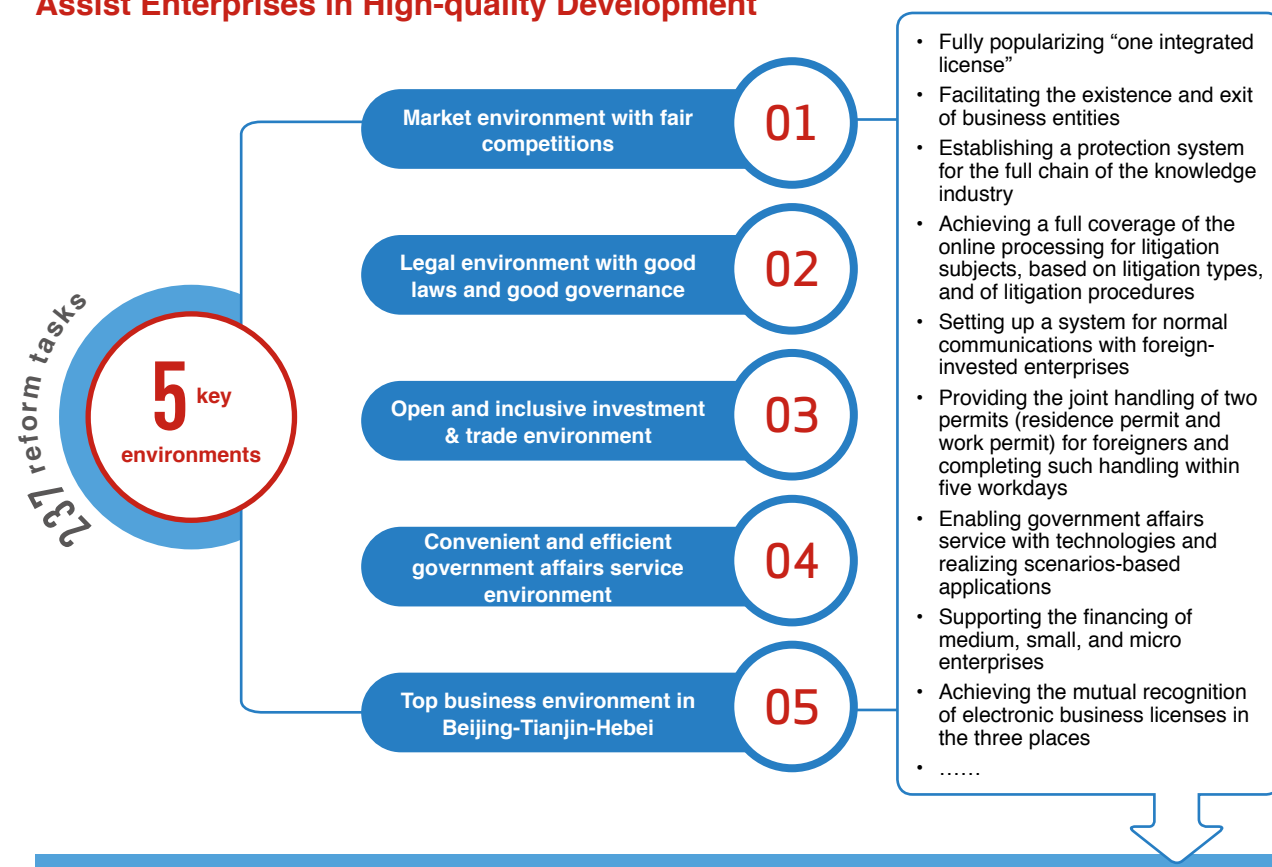 Assist Enterprises in High-quality Development
237 reform tasks
5 key
environments
Market environment with fair
competitions
01
Legal environment with good
laws and good governance
02
Open and inclusive investment
& trade environment
03
Convenient and efficient
government affairs service
environment
04
Top business environment in
Beijing-Tianjin-Hebei
05
• Fully popularizing “one integrated
license”
• Facilitating the existence and exit
of business entities
• Establishing a protection system
for the full chain of the knowledge
industry
• Achieving a full coverage of the
online processing for litigation
subjects, based on litigation types,
and of litigation procedures
• Setting up a system for normal
communications with foreign-
invested enterprises
• Providing the joint handling of two
permits (residence permit and
work permit) for foreigners and
completing such handling within
five workdays
• Enabling government affairs
service with technologies and
realizing scenarios-based
applications
• Supporting the financing of
medium, small, and micro
enterprises
• Achieving the mutual recognition
of electronic business licenses in
the three places
• ……